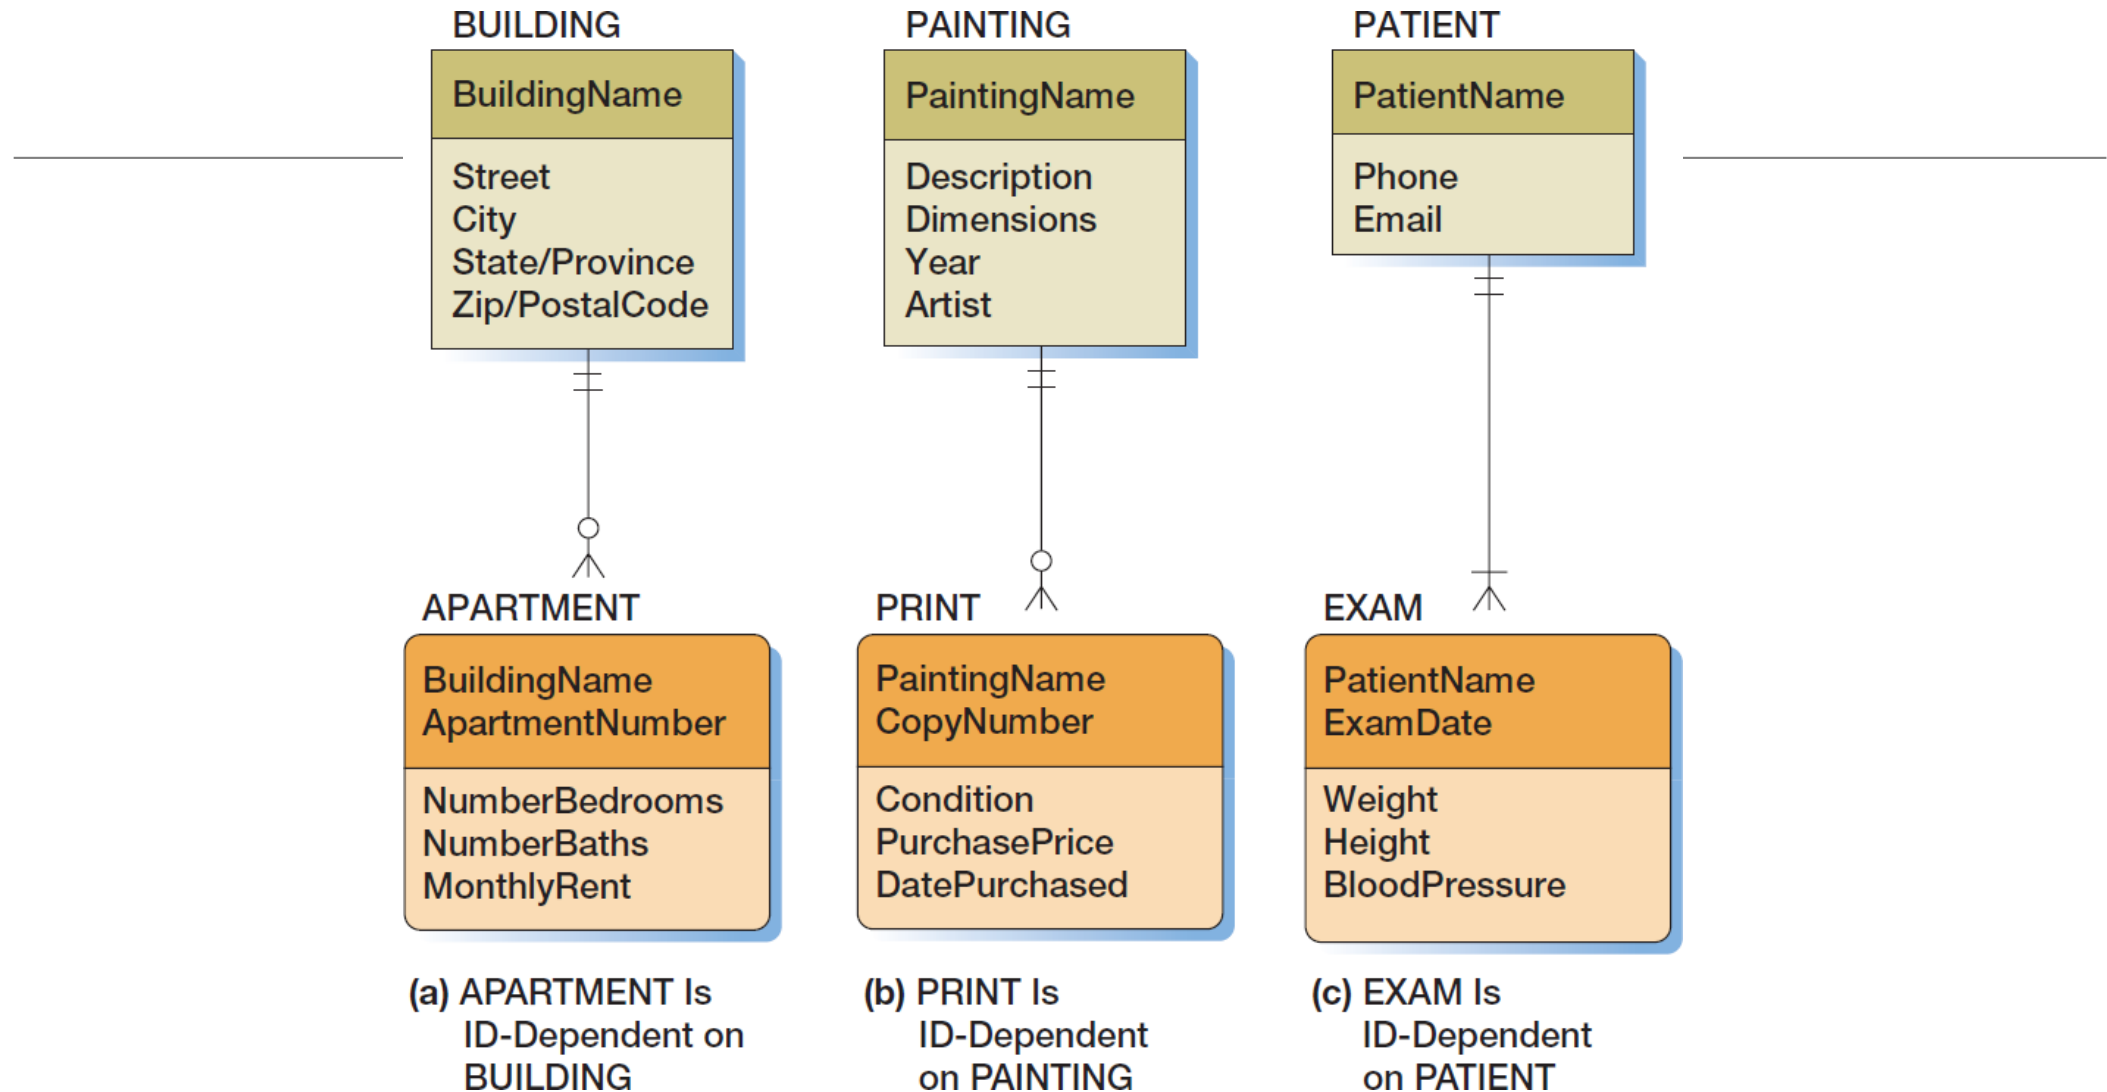 BUILDING
BuildingName
Street
City
State/Province
Zip/PostalCode
APARTMENT
BuildingName
ApartmentNumber
NumberBedrooms
NumberBaths
MonthlyRent
(a) APARTMENT Is
ID-Dependent on
BUILDING
PAINTING
PaintingName
Description
Dimensions
Year
Artist
PRINT
PaintingName
CopyNumber
Condition
PurchasePrice
DatePurchased
(b) PRINT Is
ID-Dependent
on PAINTING
PATIENT
PatientName
Phone
Email
EXAM
PatientName
ExamDate
Weight
Height
BloodPressure
(c) EXAM Is
ID-Dependent
on PATIENT